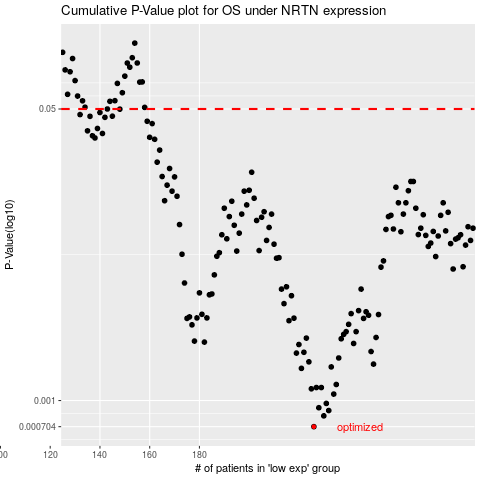 Cumulative P-Value plot for OS under NRTN expression
P-Value(log10)
0.05
0.001
0.000704
optimized
00 120 140 160 180
# of patients in 'low exp' group